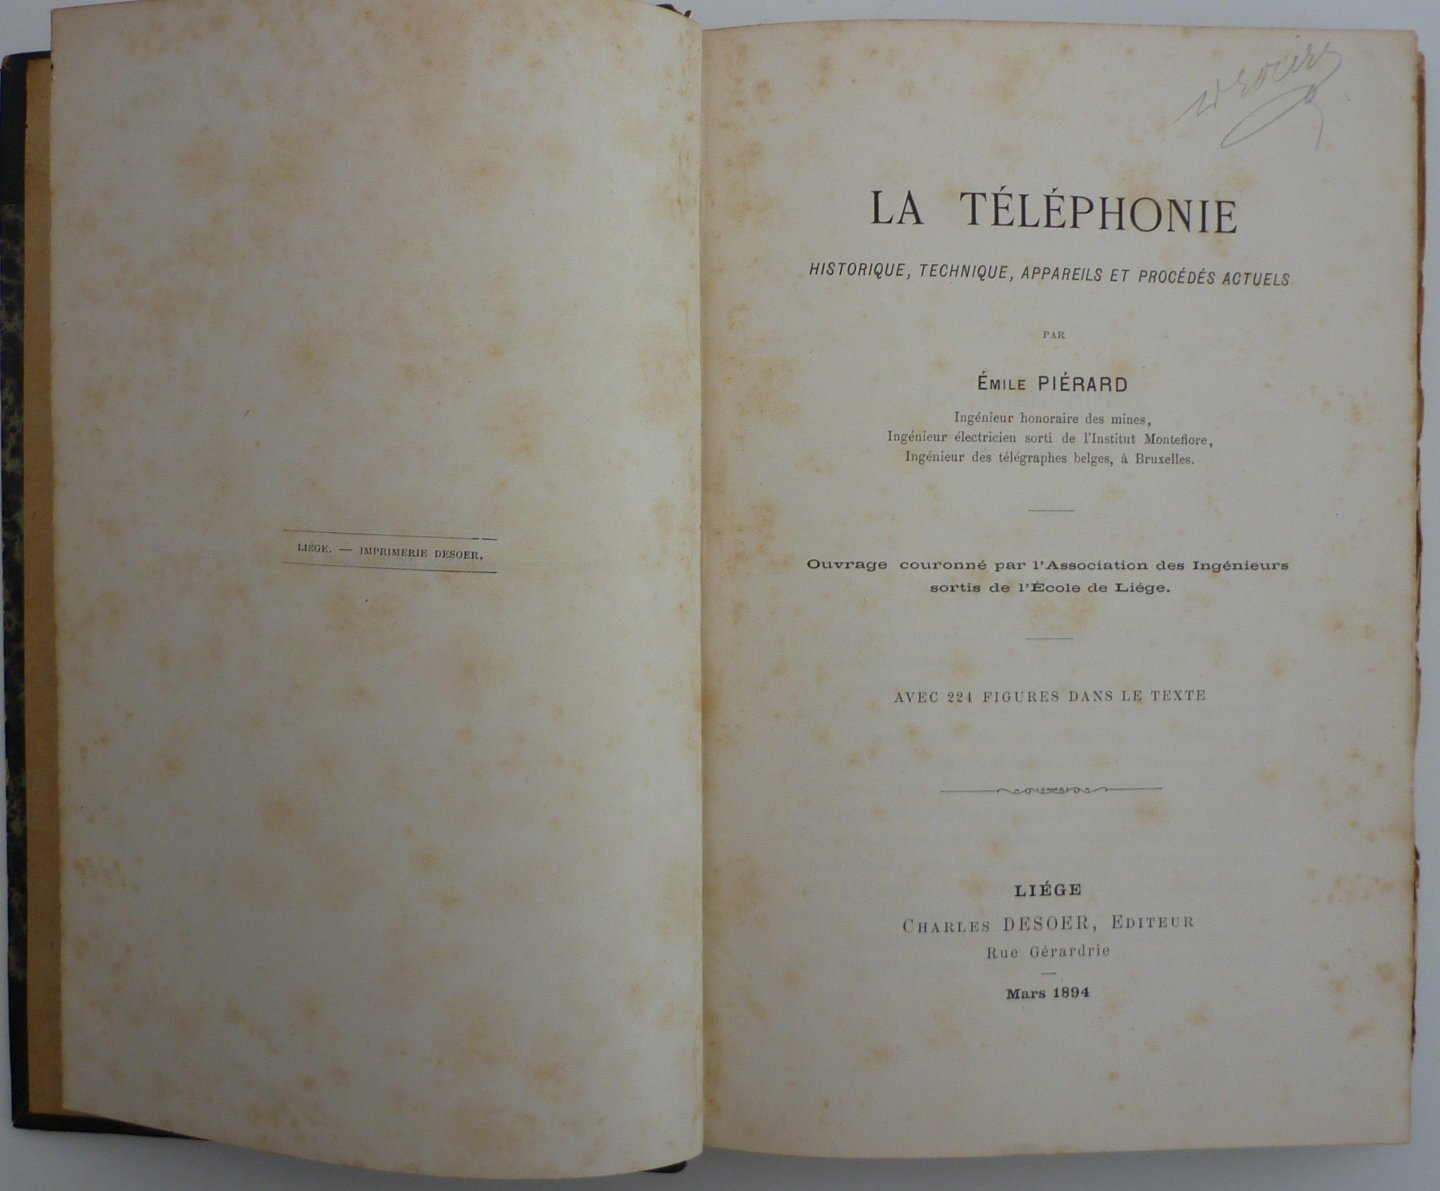 LIÉGE. — IMPRIMERIE DESOER.
LA TÉLÉPHONIE
HISTORIQUE, TECHNIQUE, APPAREILS ET PROCÉDÉS ACTUELS
PAR
ÉMILE PIÉRARD
Ingénieur honoraire des mines,
Ingénieur électricien sorti de l'Institut Montefiore,
Ingénieur des télégraphes belges, à Bruxelles.
Ouvrage couronné par l'Association des Ingénieurs
sortis de l'École de Liége.
AVEC 224 FIGURES DANS LE TEXTE
LIÉGE
CHARLES DESOER, EDITEUR
Rue Gérardrie
Mars 1894